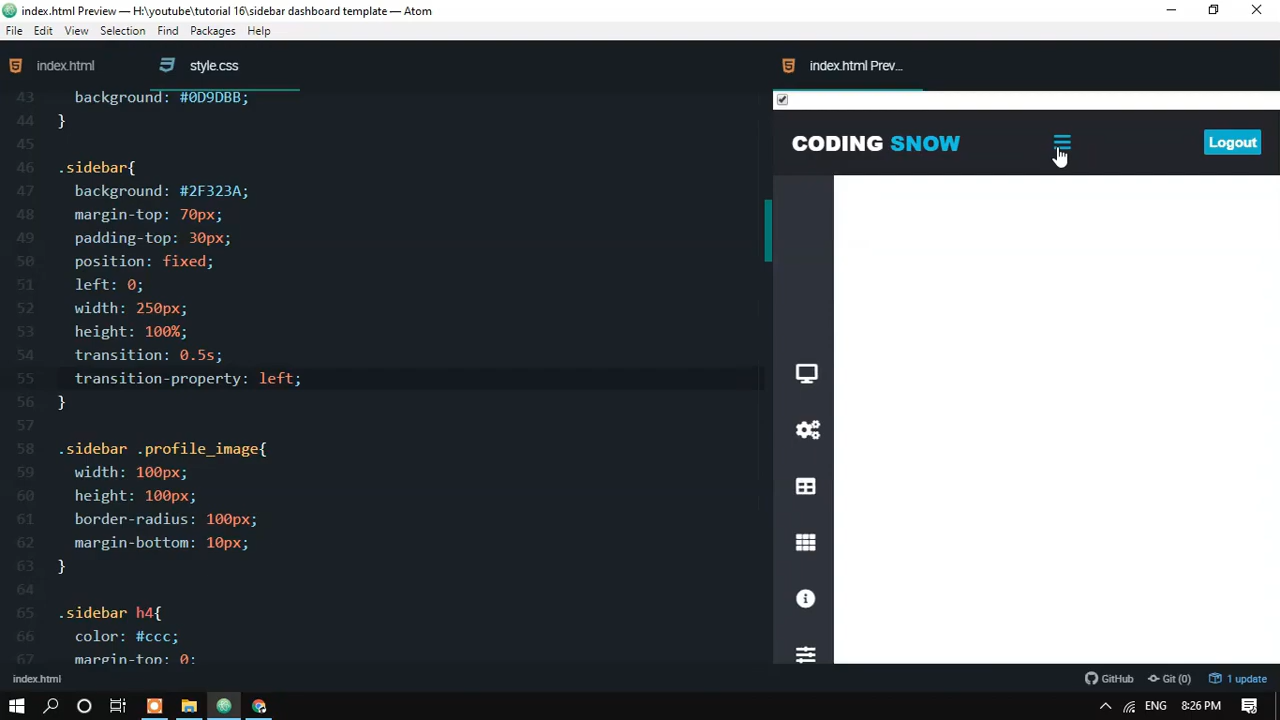 index.html Preview — H:\youtube\tutorial 16\sidebar dashboard template — Atom
File Edit View Selection Find Packages Help
index.html
style.css
index.html Prev...
43 background: #0D9DBB;
44 }
45
46 .sidebar{
47 background: #2F323A;
48 margin-top: 70px;
49 padding-top: 30px;
50 position: fixed;
51 left: 0;
52 width: 250px;
53 height: 100%;
54 transition: 0.5s;
55 transition-property: left;
56 }
57
58 .sidebar .profile_image{
59 width: 100px;
60 height: 100px;
61 border-radius: 100px;
62 margin-bottom: 10px;
63 }
64
65 .sidebar h4{
66 color: #ccc;
67 margin-top: 0;
CODING SNOW
Logout
index.html
GitHub Git (0) 1 update
ENG 8:26 PM